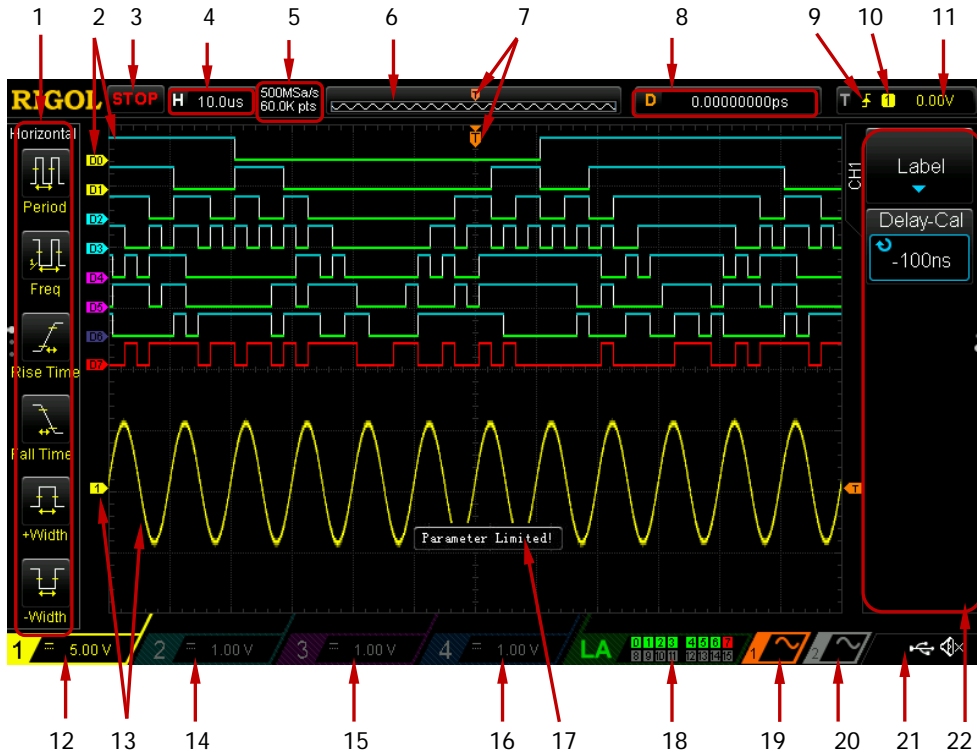 1 2 3 4 5 6 7 8 9 10 11
RIGOL STOP H 10.0us 500MSa/s 60.0K pts T D 0.00000000ps T 1 0.00V
Horizontal
Period
Freq
Rise Time
Fall Time
+Width
-Width
T
D0
D1
D2
D3
D4
D5
D6
D7
1
T
Parameter Limited!
CH1
Label
Delay-Cal
-100ns
1 5.00 V 2 1.00 V 3 1.00 V 4 1.00 V LA 0 1 2 3 4 5 6 7 1 2
8 9 10 11 12 13 14 15
12 13 14 15 16 17 18 19 20 21 22